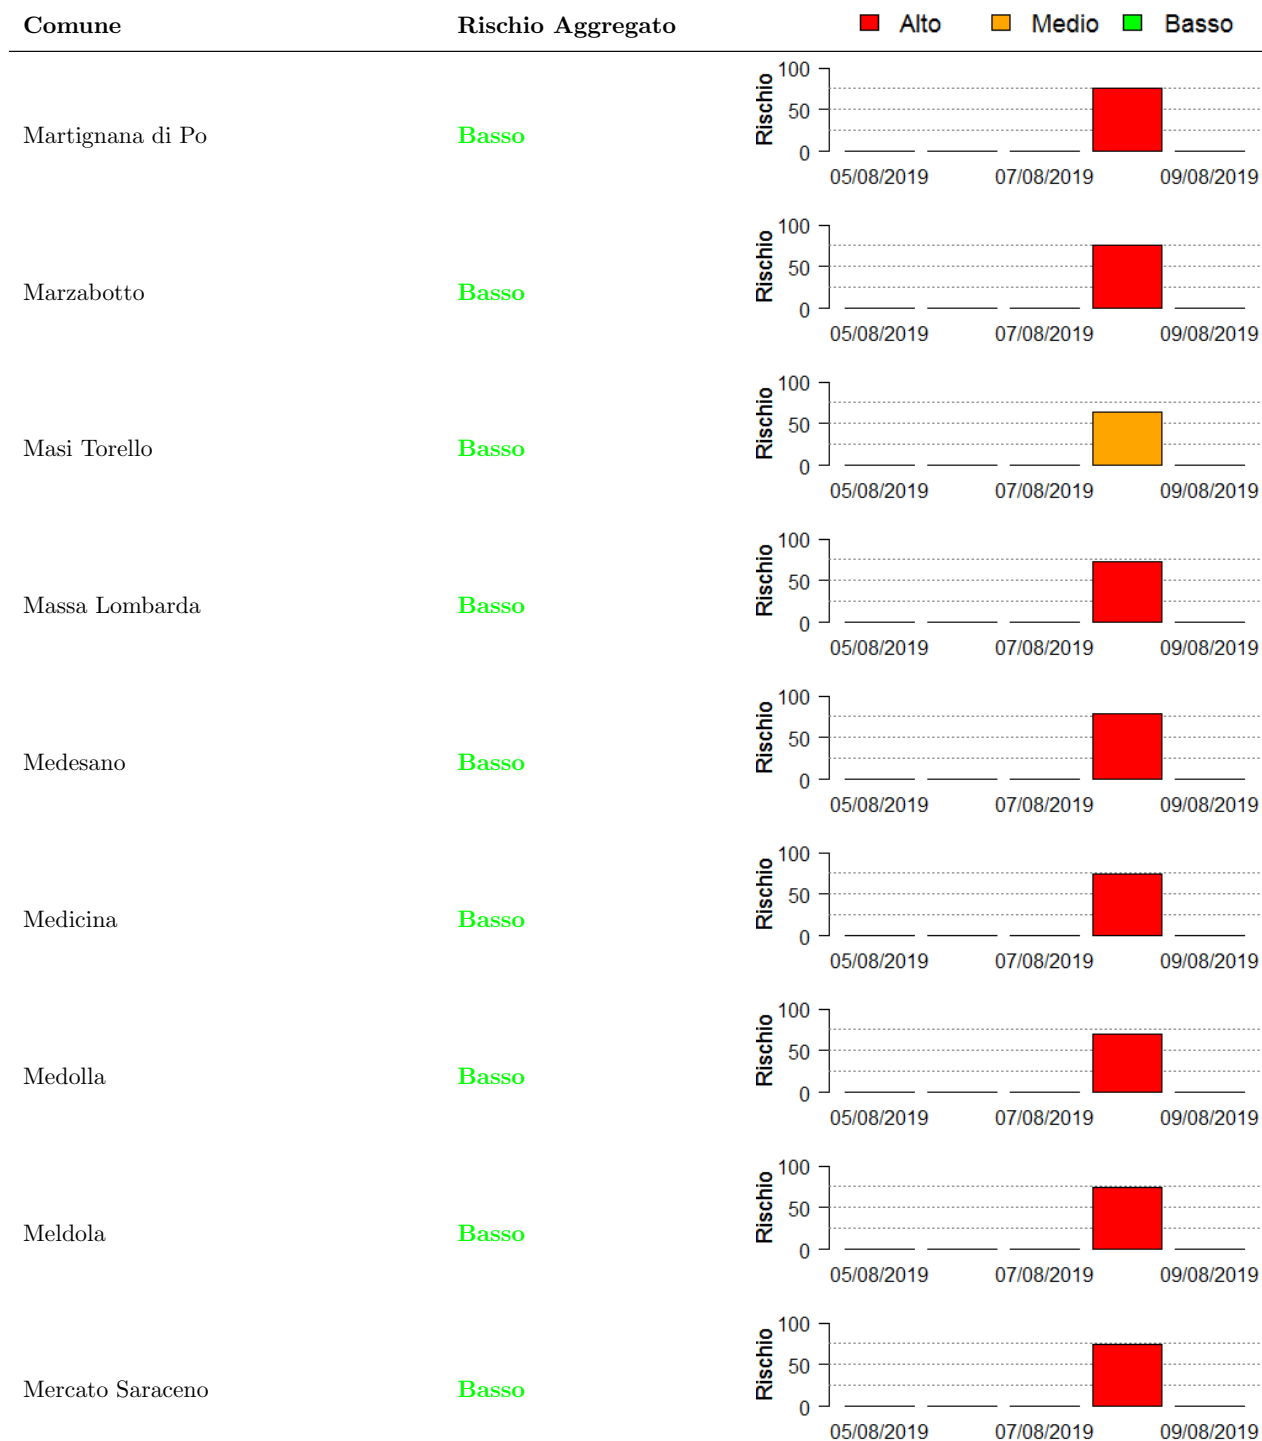 Comune Rischio Aggregato Alto Medio Basso
Martignana di Po Basso Rischio 100 50 0
05/08/2019 07/08/2019 09/08/2019
Marzabotto Basso Rischio 100 50 0
05/08/2019 07/08/2019 09/08/2019
Masi Torello Basso Rischio 100 50 0
05/08/2019 07/08/2019 09/08/2019
Massa Lombarda Basso Rischio 100 50 0
05/08/2019 07/08/2019 09/08/2019
Medesano Basso Rischio 100 50 0
05/08/2019 07/08/2019 09/08/2019
Medicina Basso Rischio 100 50 0
05/08/2019 07/08/2019 09/08/2019
Medolla Basso Rischio 100 50 0
05/08/2019 07/08/2019 09/08/2019
Meldola Basso Rischio 100 50 0
05/08/2019 07/08/2019 09/08/2019
Mercato Saraceno Basso Rischio 100 50 0
05/08/2019 07/08/2019 09/08/2019